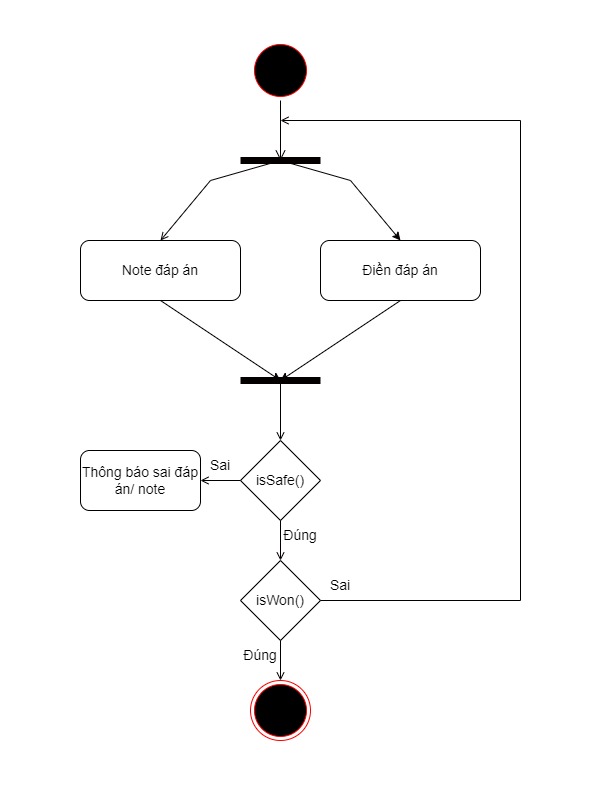 Note đáp án
Điền đáp án
isSafe()
Sai
Thông báo sai đáp
án/ note
Đúng
isWon()
Sai
Đúng